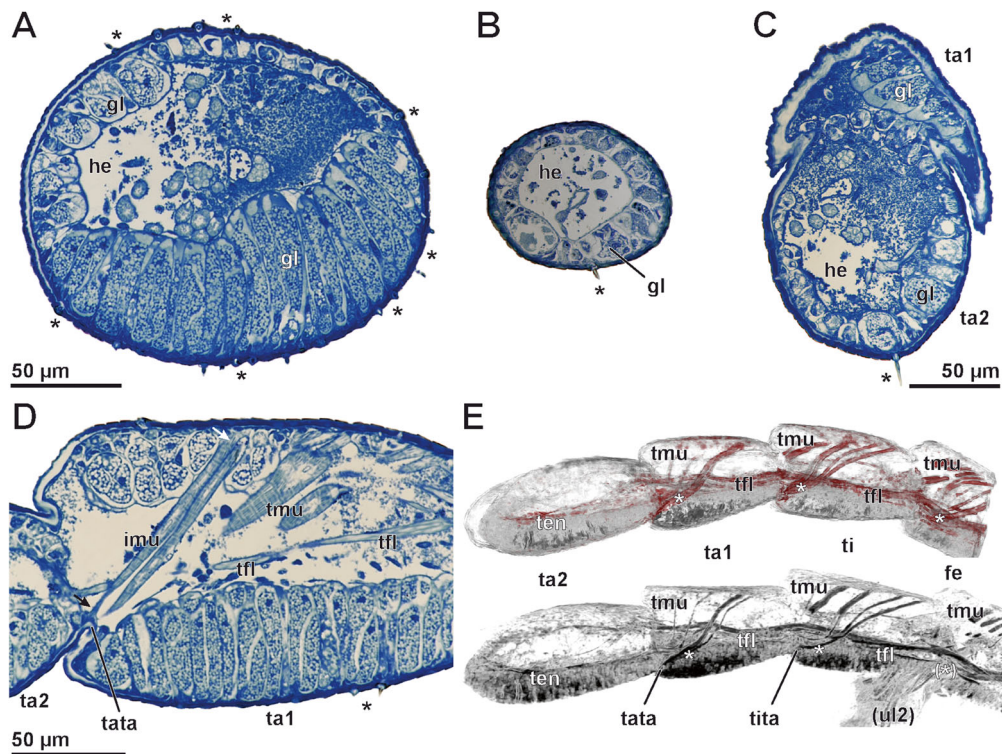 A
*
*
gl
*
he
gl
*
*
*
*
50 µm
B
he
gl
*
C
ta1
gl
he
gl
ta2
*
50 µm
D
imu
tmu
tfl
tfl
ta2
tata
ta1
*
50 µm
E
tmu
tmu
tmu
*
*
tfl
tfl
*
ten
ta1
ti
ta2
fe
tmu
tmu
tmu
tfl
*
*
tfl
(*)
ten
tata
tita
(ul2)